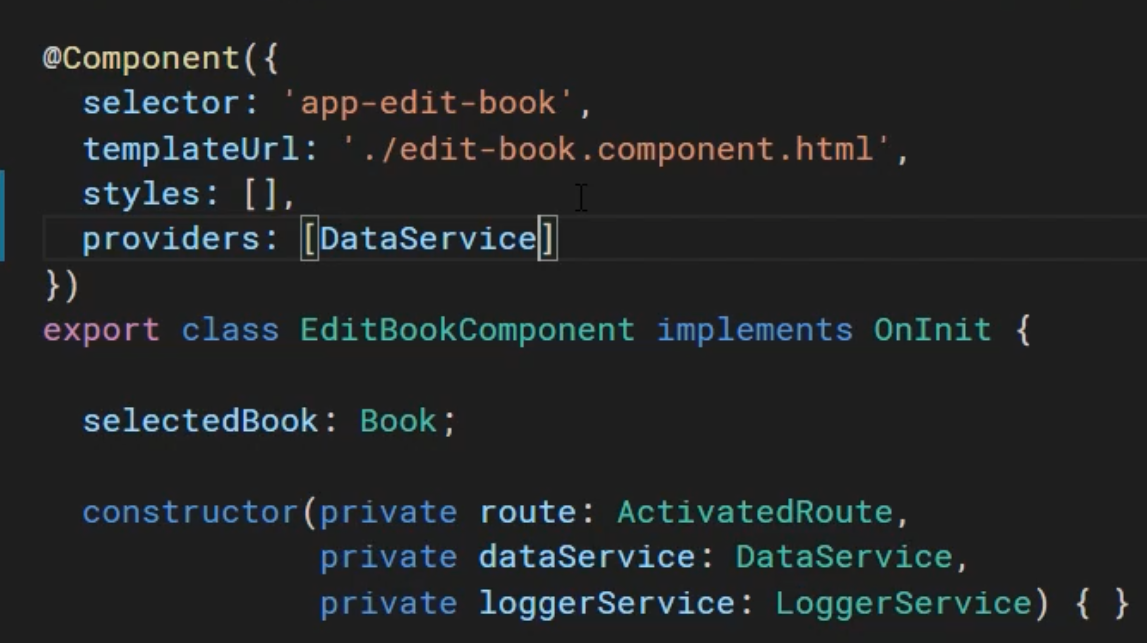 @Component({
  selector: 'app-edit-book',
  templateUrl: './edit-book.component.html',
  styles: [],
  providers: [DataService]
})
export class EditBookComponent implements OnInit {
  selectedBook: Book;
  constructor(private route: ActivatedRoute,
              private dataService: DataService,
              private loggerService: LoggerService) { }